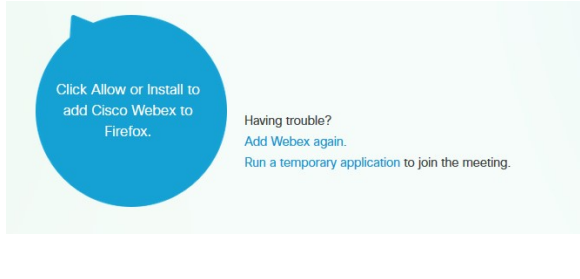 Click Allow or Install to
add Cisco Webex to
Firefox.
Having trouble?
Add Webex again.
Run a temporary application to join the meeting.